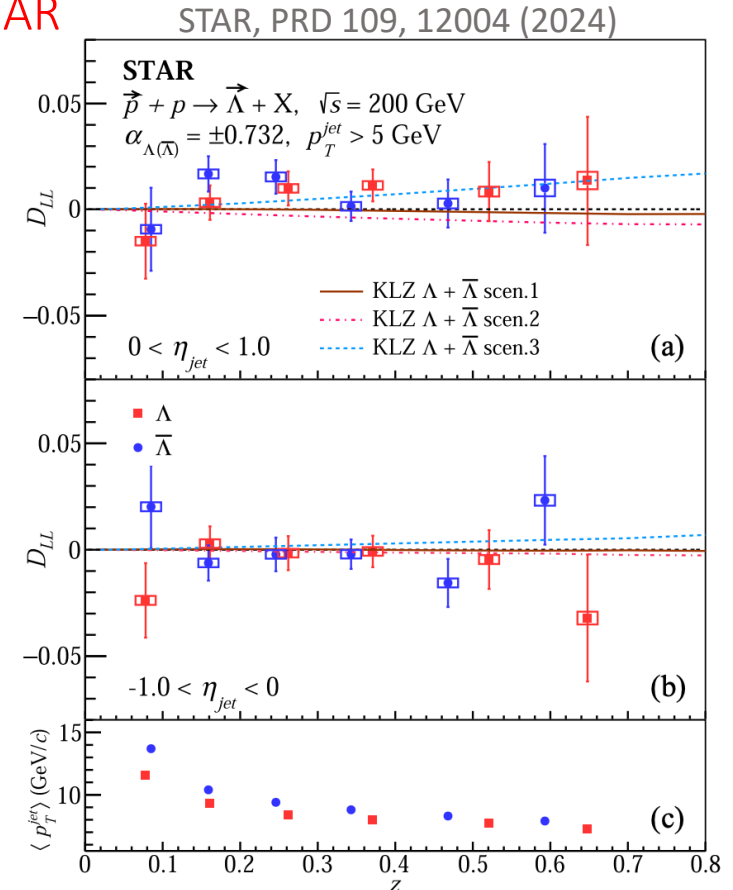 AR
STAR, PRD 109, 12004 (2024)
STAR
p⃗ + p → Λ⃗ + X, √s = 200 GeV
α_Λ(Λ̅) = ±0.732, p_T^jet > 5 GeV
0.05
0
−0.05
D_LL
KLZ Λ + Λ̅ scen.1
KLZ Λ + Λ̅ scen.2
KLZ Λ + Λ̅ scen.3
0 < η_jet < 1.0
(a)
Λ
Λ̅
0.05
0
−0.05
D_LL
-1.0 < η_jet < 0
(b)
15
10
⟨ p_T^jet ⟩ (GeV/c)
(c)
0 0.1 0.2 0.3 0.4 0.5 0.6 0.7 0.8
z